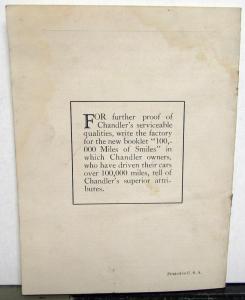 FOR further proof of
Chandler's serviceable
qualities, write the factory
for the new booklet "100,-
000 Miles of Smiles" in
which Chandler owners,
who have driven their cars
over 100,000 miles, tell of
Chandler's superior attri-
butes.
Printed in U. S. A.